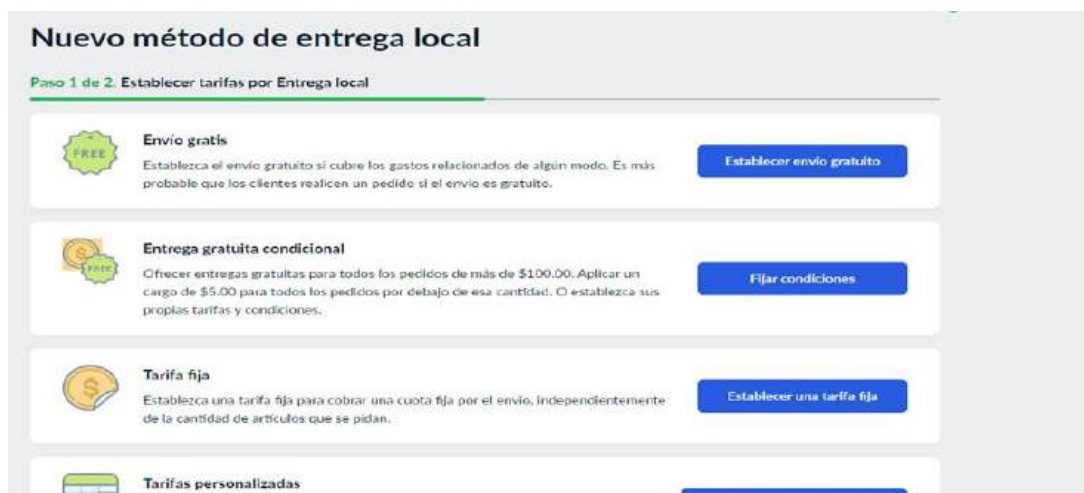 Nuevo método de entrega local
Paso 1 de 2. Establecer tarifas por Entrega local
FREE
Envío gratis
Establezca el envío gratuito si cubre los gastos relacionados de algún modo. Es más
probable que los clientes realicen un pedido si el envío es gratuito.
Establecer envío gratuito
FREE
Entrega gratuita condicional
Ofrecer entregas gratuitas para todos los pedidos de más de $100.00. Aplicar un
cargo de $5.00 para todos los pedidos por debajo de esa cantidad. O establezca sus
propias tarifas y condiciones.
Fijar condiciones
Tarifa fija
Establezca una tarifa fija para cobrar una cuota fija por el envío, independientemente
de la cantidad de artículos que se pidan.
Establecer una tarifa fija
Tarifas personalizadas